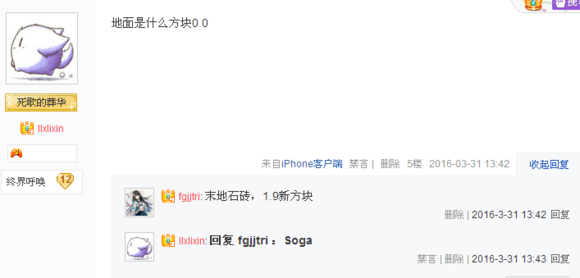 地面是什么方块0.0
死歌的葬华
llxlixin
终界呼唤 12
来自iPhone客户端 禁言 | 删除 5楼 2016-03-31 13:42 收起回复
fgjjtri: 末地石砖，1.9新方块
删除 | 2016-3-31 13:42 回复
llxlixin: 回复 fgjjtri ： Soga
禁言 | 删除 | 2016-3-31 13:43 回复